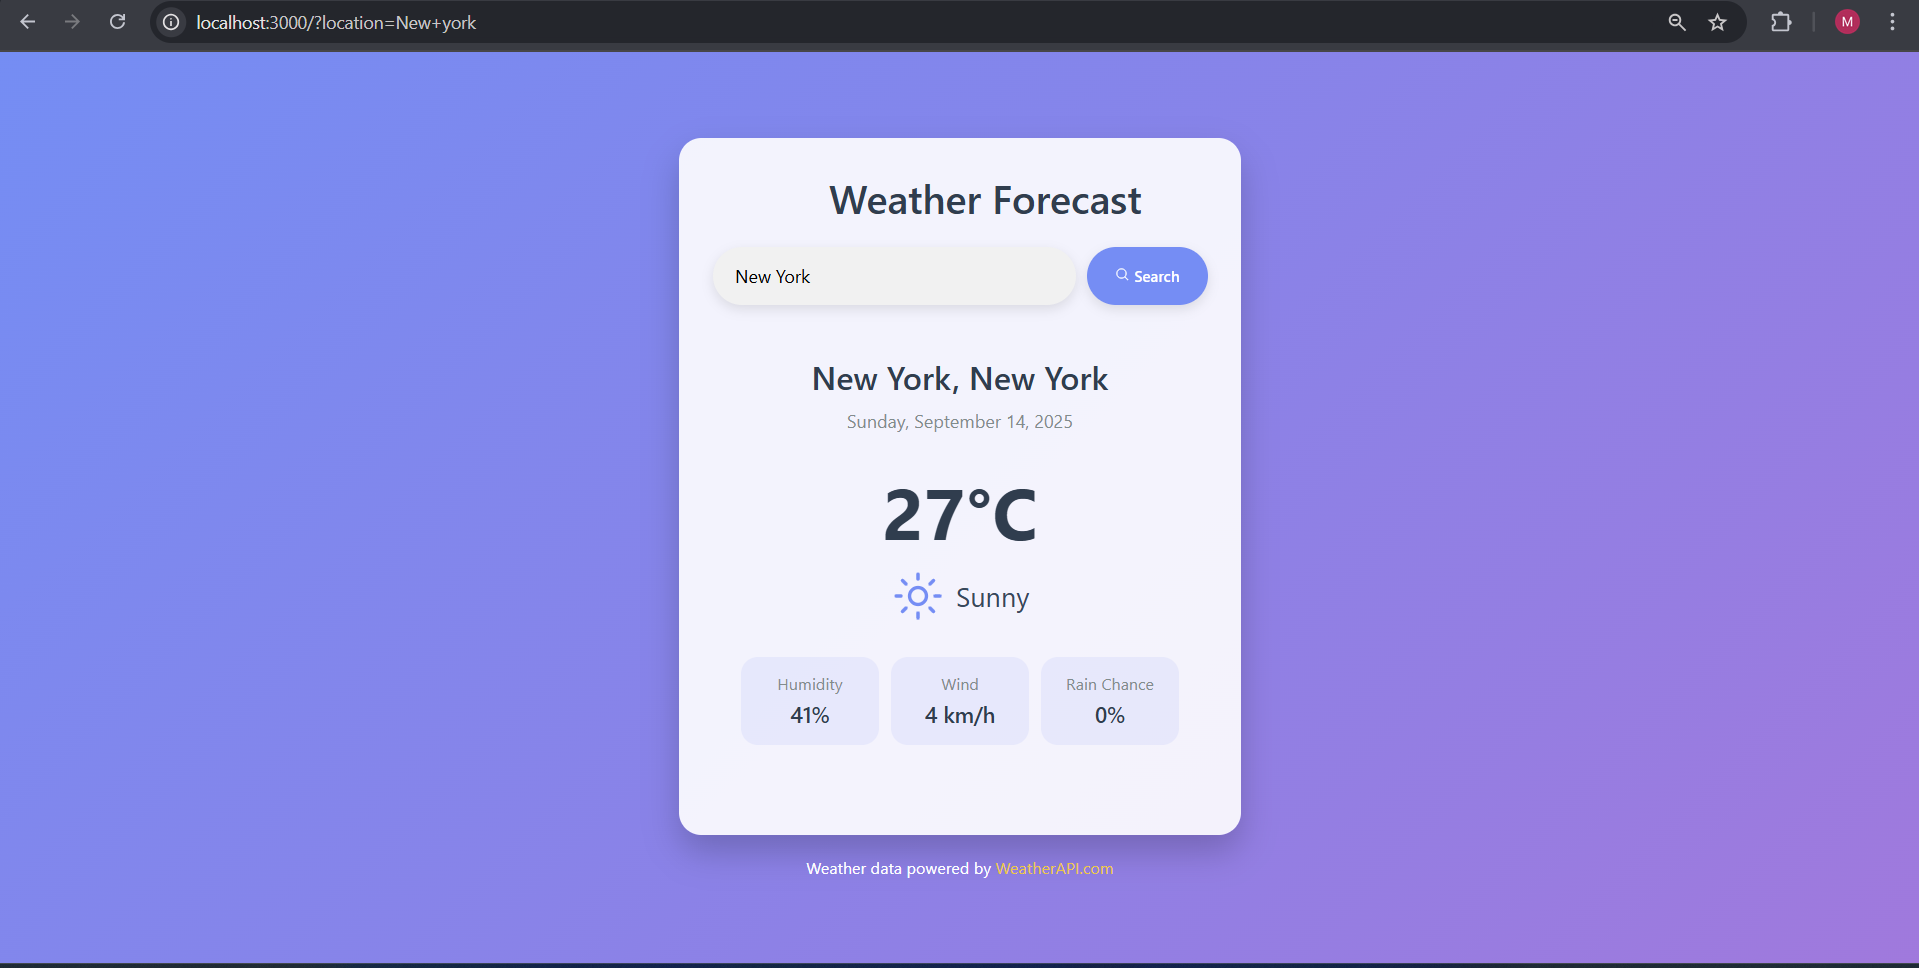 localhost:3000/?location=New+york
M
Weather Forecast
New York
Search
New York, New York
Sunday, September 14, 2025
27°C
Sunny
Humidity
Wind
Rain Chance
41%
4 km/h
0%
Weather data powered by WeatherAPI.com